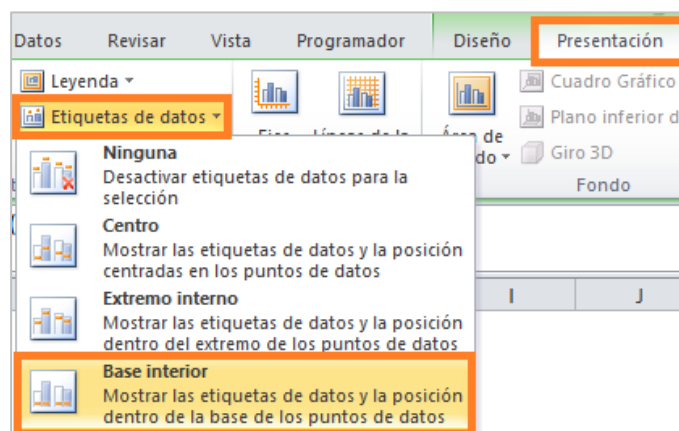 Datos Revisar Vista Programador Diseño Presentación
Leyenda
Etiquetas de datos
Cuadro Gráfico
Plano inferior d
Giro 3D
Área de
do
Fondo
Ninguna
Desactivar etiquetas de datos para la
selección
Centro
Mostrar las etiquetas de datos y la posición
centradas en los puntos de datos
Extremo interno
Mostrar las etiquetas de datos y la posición
dentro del extremo de los puntos de datos
Base interior
Mostrar las etiquetas de datos y la posición
dentro de la base de los puntos de datos
I J